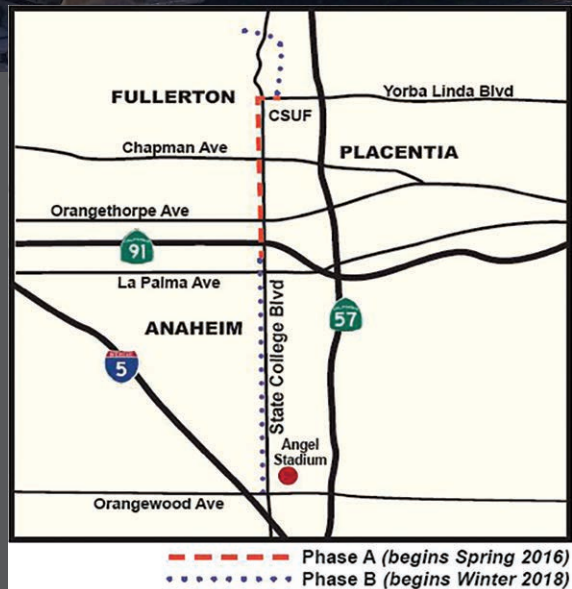 FULLERTON
Yorba Linda Blvd
CSUF
Chapman Ave
PLACENTIA
Orangethorpe Ave
91
La Palma Ave
State College Blvd
ANAHEIM
57
5
Angel
Stadium
Orangewood Ave
Phase A (begins Spring 2016)
Phase B (begins Winter 2018)